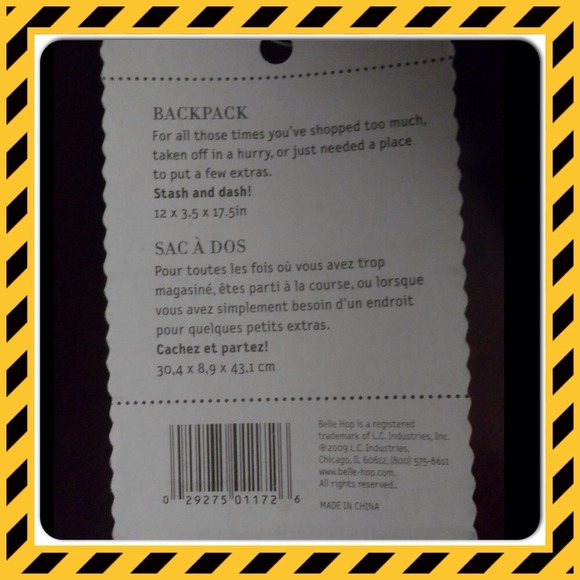 BACKPACK
For all those times you've shopped too much,
taken off in a hurry, or just needed a place
to put a few extras.
Stash and dash!
12 x 3.5 x 17.5in
SAC À DOS
Pour toutes les fois où vous avez trop
magasiné, êtes parti à la course, ou lorsque
vous avez simplement besoin d'un endroit
pour quelques petits extras.
Cachez et partez!
30,4 x 8,9 x 43,1 cm
Belle Hop is a registered
trademark of L.C. Industries, Inc.
©2009 L.C. Industries,
Chicago, IL 60612, (800) 575-6611
www.belle-hop.com.
All rights reserved.
MADE IN CHINA
0 29275 01172 6